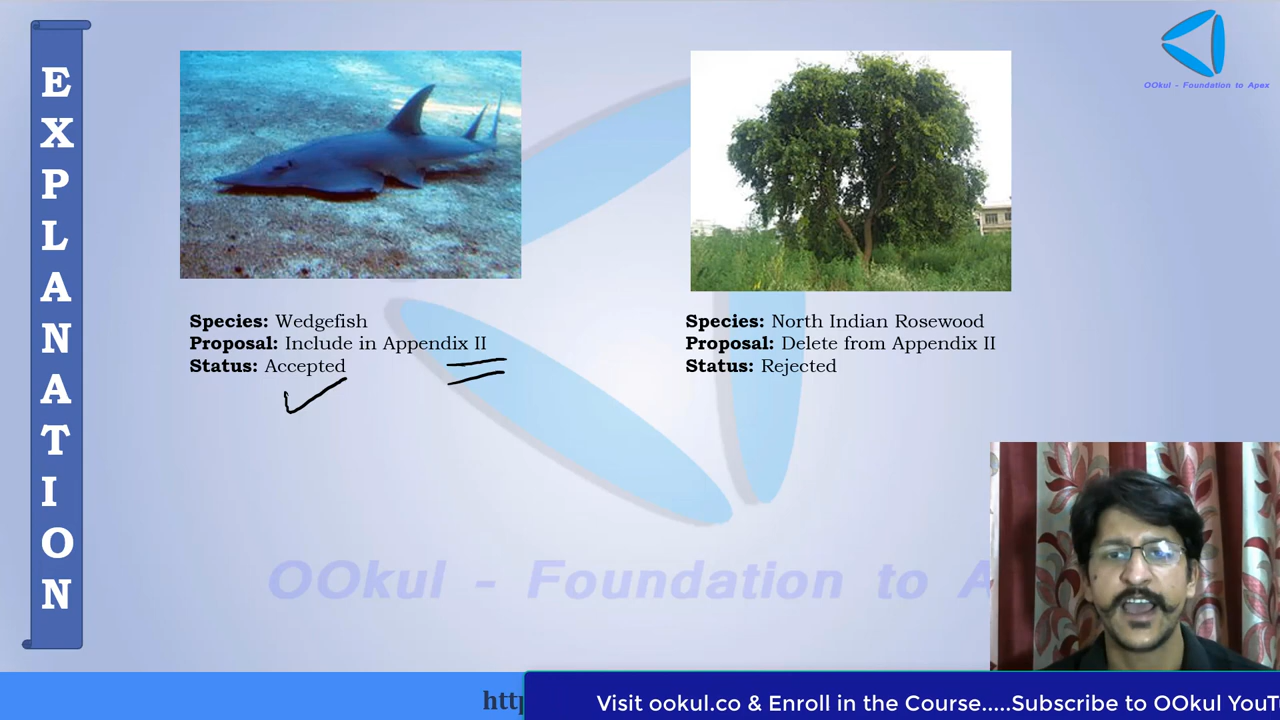 EXPLANATION
OOkul - Foundation to Apex
Species: Wedgefish
Proposal: Include in Appendix II
Status: Accepted
Species: North Indian Rosewood
Proposal: Delete from Appendix II
Status: Rejected
OOkul - Foundation to A
Visit ookul.co & Enroll in the Course.....Subscribe to OOkul